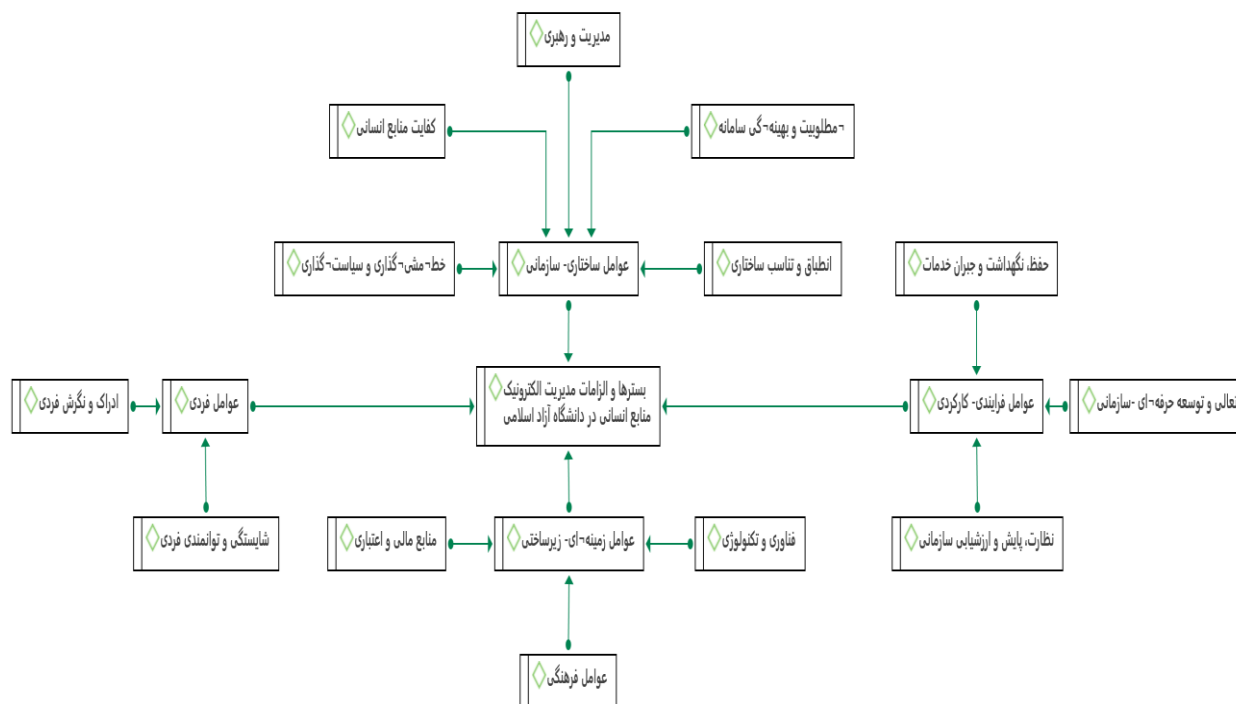 مدیریت و رهبری
¬مطلوبیت و بهینه¬گی سامانه
کفایت منابع انسانی
حفظ، نگهداشت و جبران خدمات
انطباق و تناسب ساختاری
عوامل ساختاری- سازمانی
خط¬مشی¬گذاری و سیاست¬گذاری
تعالی و توسعه حرفه¬ای -سازمانی
عوامل فرایندی- کارکردی
بسترها و الزامات مدیریت الکترونیک
منابع انسانی در دانشگاه آزاد اسلامی
عوامل فردی
ادراک و نگرش فردی
نظارت، پایش و ارزشیابی سازمانی
فناوری و تکنولوژی
عوامل زمینه¬ای- زیرساختی
منابع مالی و اعتباری
شایستگی و توانمندی فردی
عوامل فرهنگی